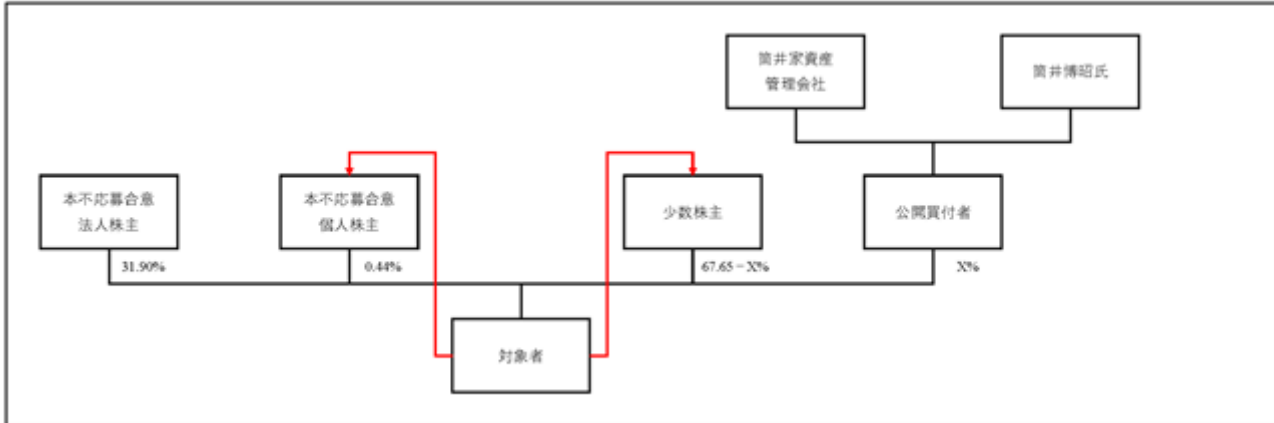 筒井家資産
管理会社
筒井博昭氏
本不応募合意
法人株主
本不応募合意
個人株主
少数株主
公開買付者
31.90%
0.44%
67.65－X%
X%
対象者